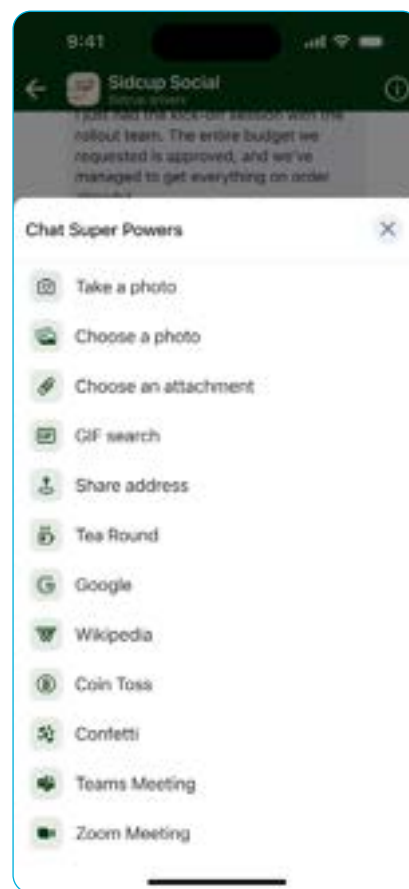 9:41
Sidcup Social
Sidcup drivers
I just had the kick-off session with the
rollout team. The entire budget we
requested is approved, and we've
managed to get everything on order
Chat Super Powers
Take a photo
Choose a photo
Choose an attachment
GIF search
Share address
Tea Round
Google
Wikipedia
Coin Toss
Confetti
Teams Meeting
Zoom Meeting